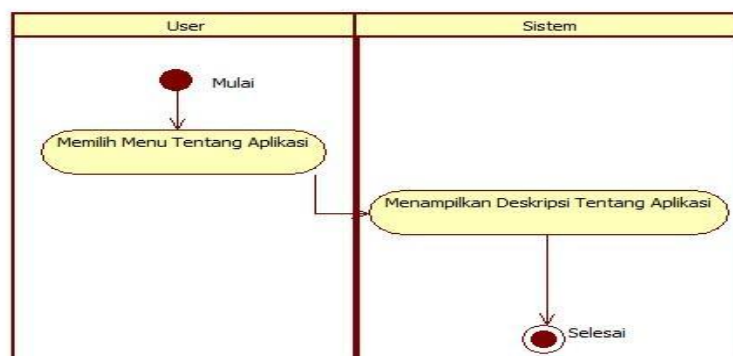 User
Sistem
Mulai
Memilih Menu Tentang Aplikasi
Menampilkan Deskripsi Tentang Aplikasi
Selesai